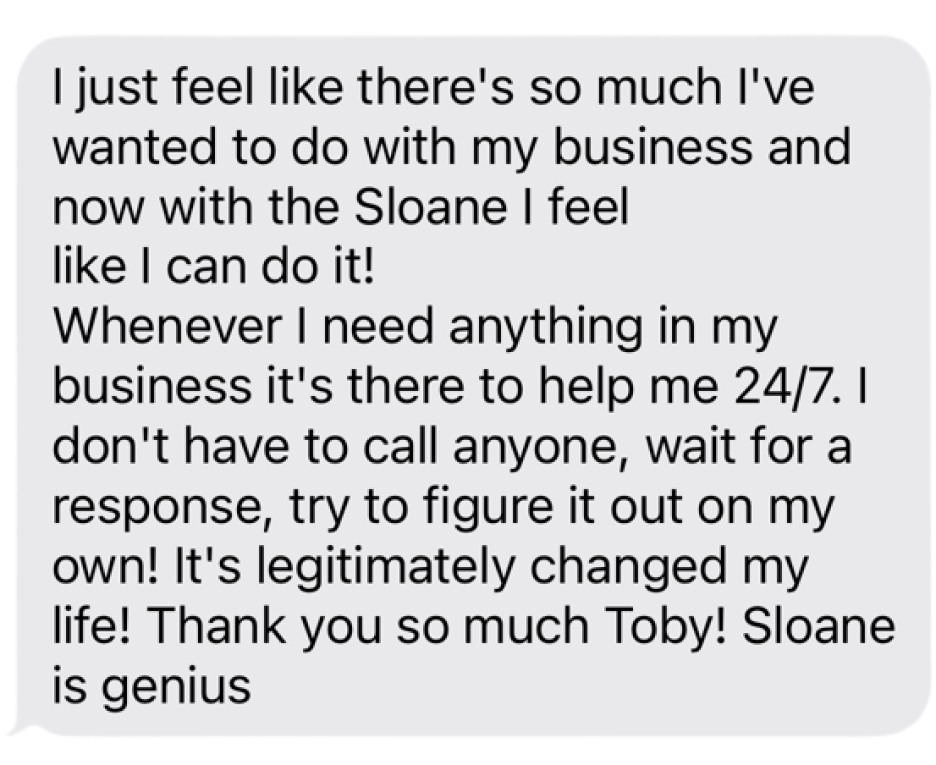 I just feel like there's so much I've
wanted to do with my business and
now with the Sloane I feel
like I can do it!
Whenever I need anything in my
business it's there to help me 24/7. I
don't have to call anyone, wait for a
response, try to figure it out on my
own! It's legitimately changed my
life! Thank you so much Toby! Sloane
is genius